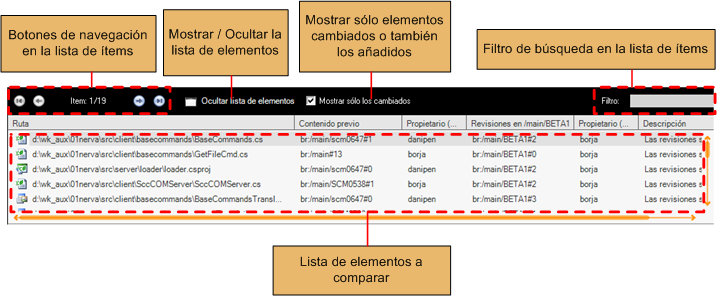 Botones de navegación
en la lista de ítems
Mostrar / Ocultar la
lista de elementos
Mostrar sólo elementos
cambiados o también
los añadidos
Filtro de búsqueda en la lista de ítems
Item: 1/19 Ocultar lista de elementos Mostrar sólo los cambiados Filtro:
Ruta Contenido previo Propietario (... Revisiones en /main/BETA1 Propietario (... Descripción
d:\wk_aux\01nerva\src\client\basecommands\BaseCommands.cs br:/main/scm0647#1 danipen br:/main/BETA1#2 borja Las revisiones s
d:\wk_aux\01nerva\src\client\basecommands\GetFileCmd.cs br:/main#13 borja br:/main/BETA1#0 borja Las revisiones s
d:\wk_aux\01nerva\src\server\loader\loader.csproj br:/main/scm0647#0 danipen br:/main/BETA1#2 borja Las revisiones s
d:\wk_aux\01nerva\src\client\SccCOMServer\SccCOMServer.cs br:/main/SCM0538#1 borja br:/main/BETA1#2 borja Las revisiones s
d:\wk_aux\01nerva\src\client\basecommands\BaseCommandsTransl... br:/main/scm0647#0 danipen br:/main/BETA1#3 borja Las revisiones s
Lista de elementos a
comparar